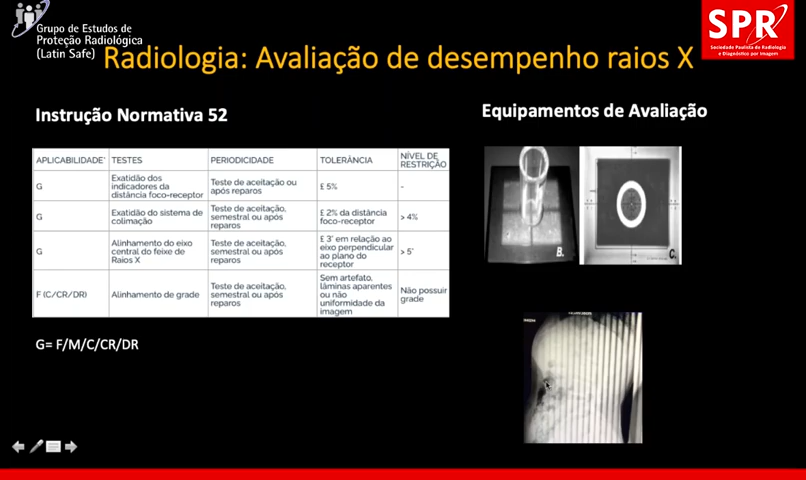 Grupo de Estudos de
Proteção Radiológica
(Latin Safe)
SPR
Sociedade Paulista de Radiologia
e Diagnóstico por Imagem
Radiologia: Avaliação de desempenho raios X
Instrução Normativa 52
Equipamentos de Avaliação
APLICABILIDADE* TESTES PERIODICIDADE TOLERÂNCIA NÍVEL DE
RESTRIÇÃO
G
Exatidão dos
indicadores da
distância foco-receptor
Teste de aceitação ou
após reparos
£ 5%
-
G
Exatidão do sistema de
colimação
Teste de aceitação,
semestral ou após
reparos
£ 2% da distância
foco-receptor
> 4%
G
Alinhamento do eixo
central do feixe de
Raios X
Teste de aceitação,
semestral ou após
reparos
£ 3° em relação ao
eixo perpendicular
ao plano do
receptor
> 5°
F (C/CR/DR)
Alinhamento de grade
Teste de aceitação,
semestral ou após
reparos
Sem artefato,
lâminas aparentes
ou não
uniformidade da
imagem
Não possuir
grade
G= F/M/C/CR/DR
B.
C.